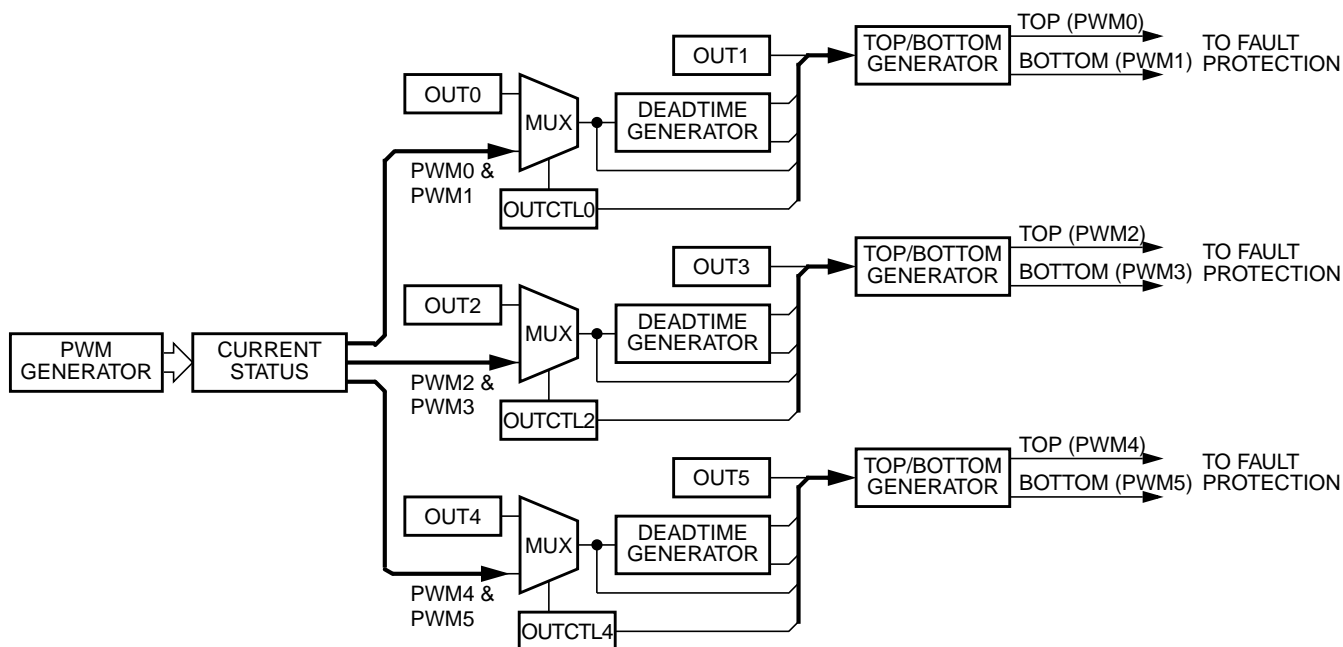 TOP (PWM0)
OUT1
TOP/BOTTOM
GENERATOR
BOTTOM (PWM1)
TO FAULT
PROTECTION
OUT0
MUX
DEADTIME
GENERATOR
PWM0 &
PWM1
OUTCTL0
TOP (PWM2)
OUT3
TOP/BOTTOM
GENERATOR
BOTTOM (PWM3)
TO FAULT
PROTECTION
OUT2
MUX
DEADTIME
GENERATOR
PWM
GENERATOR
CURRENT
STATUS
PWM2 &
PWM3
OUTCTL2
TOP (PWM4)
OUT5
TOP/BOTTOM
GENERATOR
BOTTOM (PWM5)
TO FAULT
PROTECTION
OUT4
MUX
DEADTIME
GENERATOR
PWM4 &
PWM5
OUTCTL4